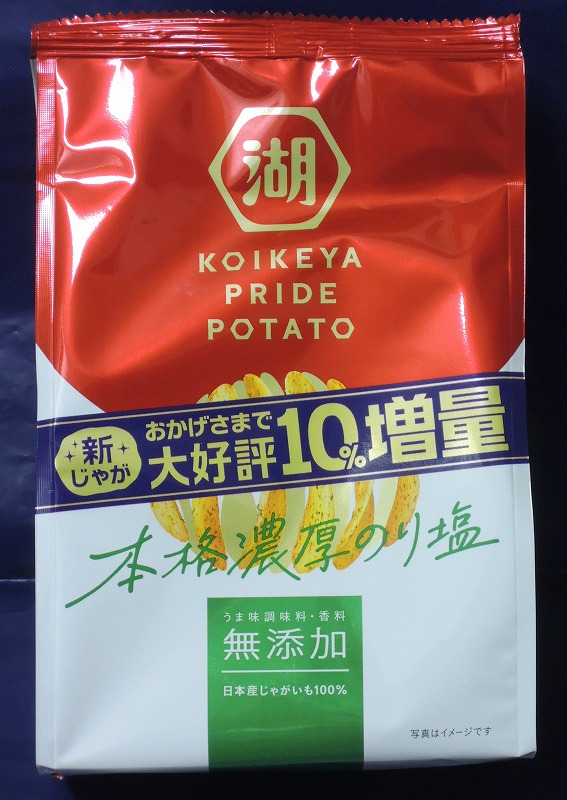 湖
KOIKEYA
PRIDE
POTATO
新じゃが
おかげさまで
大好評10%増量
本格濃厚のり塩
うま味調味料・香料
無添加
日本産じゃがいも100%
写真はイメージです